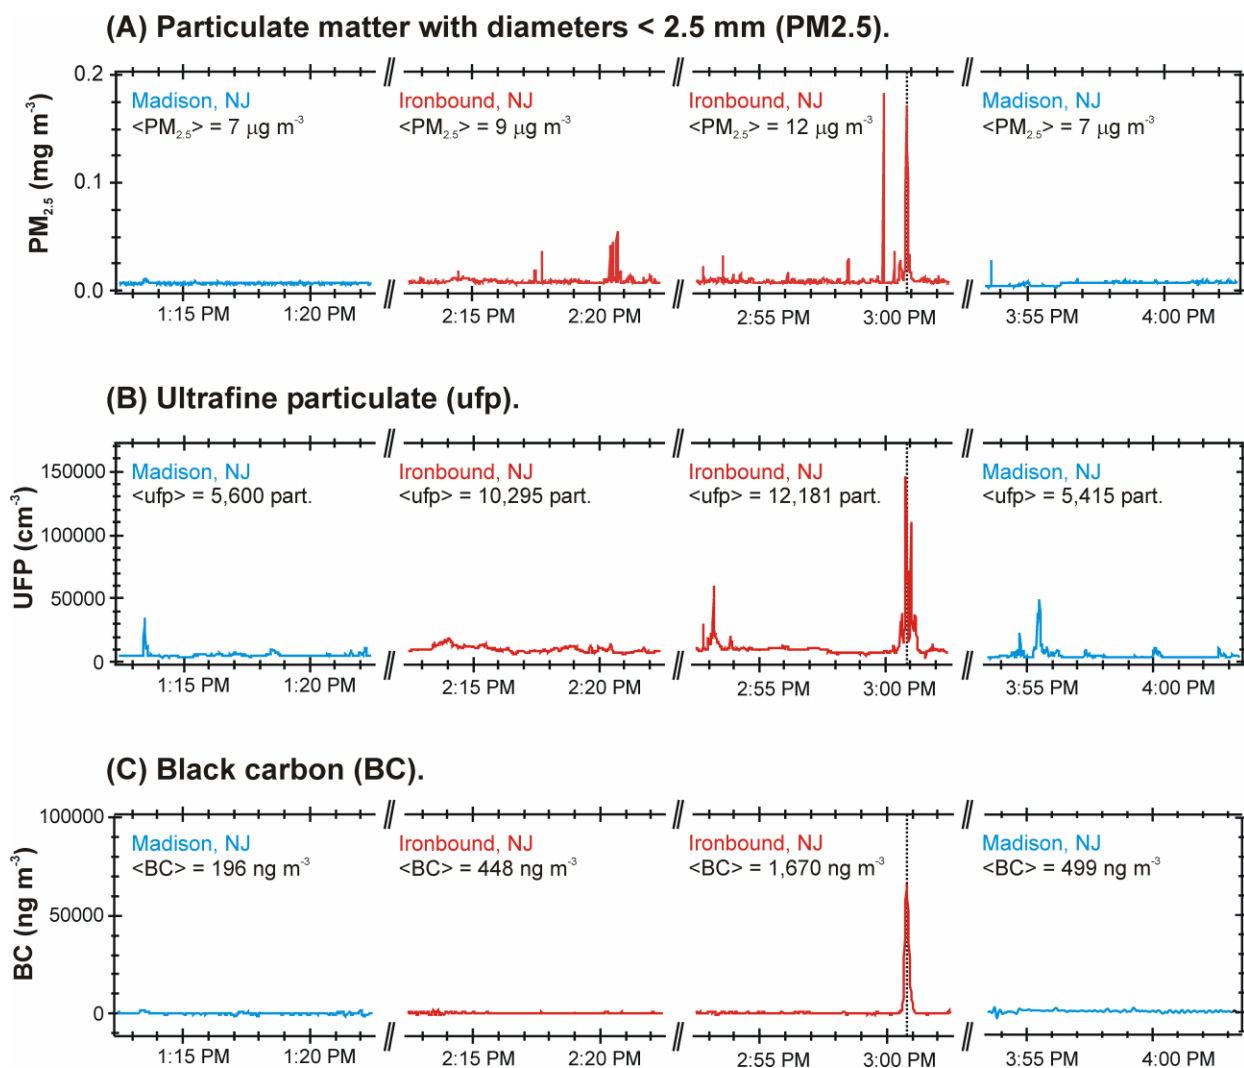 (A) Particulate matter with diameters < 2.5 mm (PM2.5).
PM2.5 (mg m-3)
0.2
0.1
0.0
Madison, NJ
<PM2.5> = 7 μg m-3
Ironbound, NJ
<PM2.5> = 9 μg m-3
Ironbound, NJ
<PM2.5> = 12 μg m-3
Madison, NJ
<PM2.5> = 7 μg m-3
1:15 PM 1:20 PM 2:15 PM 2:20 PM 2:55 PM 3:00 PM 3:55 PM 4:00 PM
(B) Ultrafine particulate (ufp).
UFP (cm-3)
150000
100000
50000
0
Madison, NJ
<ufp> = 5,600 part.
Ironbound, NJ
<ufp> = 10,295 part.
Ironbound, NJ
<ufp> = 12,181 part.
Madison, NJ
<ufp> = 5,415 part.
1:15 PM 1:20 PM 2:15 PM 2:20 PM 2:55 PM 3:00 PM 3:55 PM 4:00 PM
(C) Black carbon (BC).
BC (ng m-3)
100000
50000
0
Madison, NJ
<BC> = 196 ng m-3
Ironbound, NJ
<BC> = 448 ng m-3
Ironbound, NJ
<BC> = 1,670 ng m-3
Madison, NJ
<BC> = 499 ng m-3
1:15 PM 1:20 PM 2:15 PM 2:20 PM 2:55 PM 3:00 PM 3:55 PM 4:00 PM